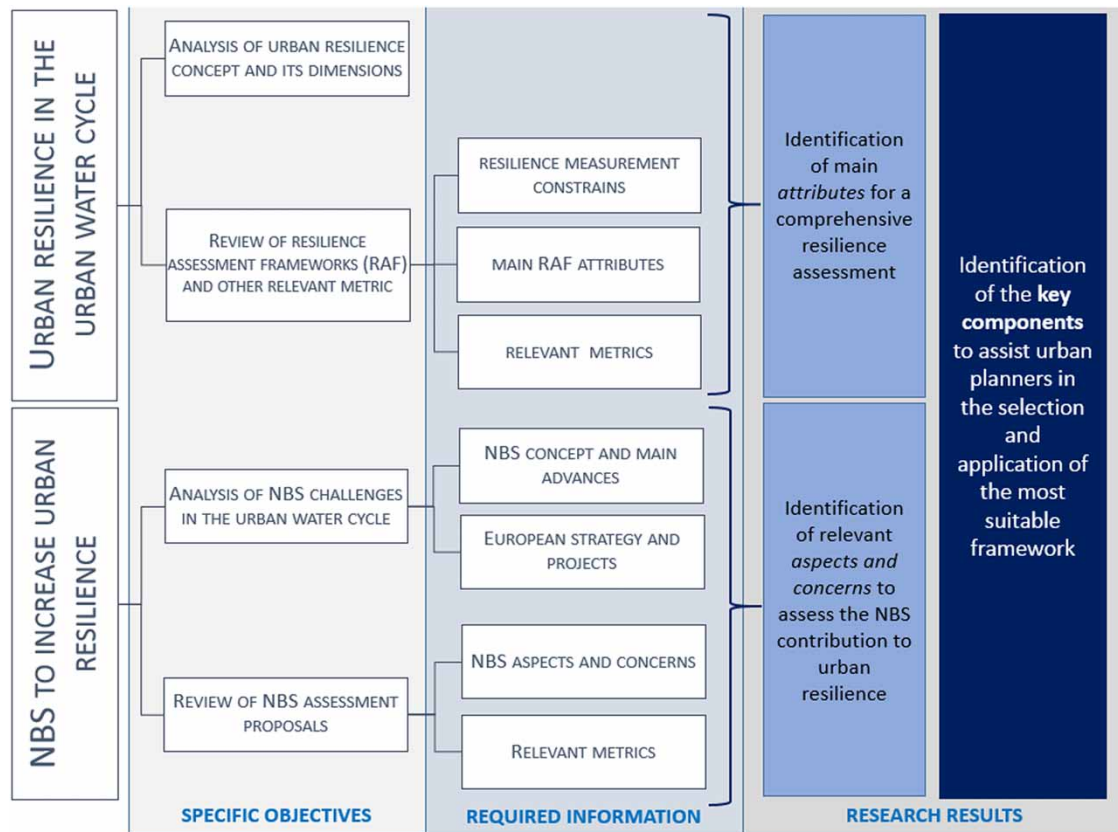 URBAN RESILIENCE IN THE
URBAN WATER CYCLE
ANALYSIS OF URBAN RESILIENCE
CONCEPT AND ITS DIMENSIONS
REVIEW OF RESILIENCE
ASSESSMENT FRAMEWORKS (RAF)
AND OTHER RELEVANT METRIC
RESILIENCE MEASUREMENT
CONSTRAINS
MAIN RAF ATTRIBUTES
RELEVANT METRICS
Identification
of main
attributes for a
comprehensive
resilience
assessment
NBS TO INCREASE URBAN
RESILIENCE
ANALYSIS OF NBS CHALLENGES
IN THE URBAN WATER CYCLE
REVIEW OF NBS ASSESSMENT
PROPOSALS
NBS CONCEPT AND MAIN
ADVANCES
EUROPEAN STRATEGY AND
PROJECTS
NBS ASPECTS AND CONCERNS
RELEVANT METRICS
Identification
of relevant
aspects and
concerns to
assess the NBS
contribution to
urban
resilience
Identification
of the key
components
to assist urban
planners in
the selection
and
application of
the most
suitable
framework
SPECIFIC OBJECTIVES
REQUIRED INFORMATION
RESEARCH RESULTS